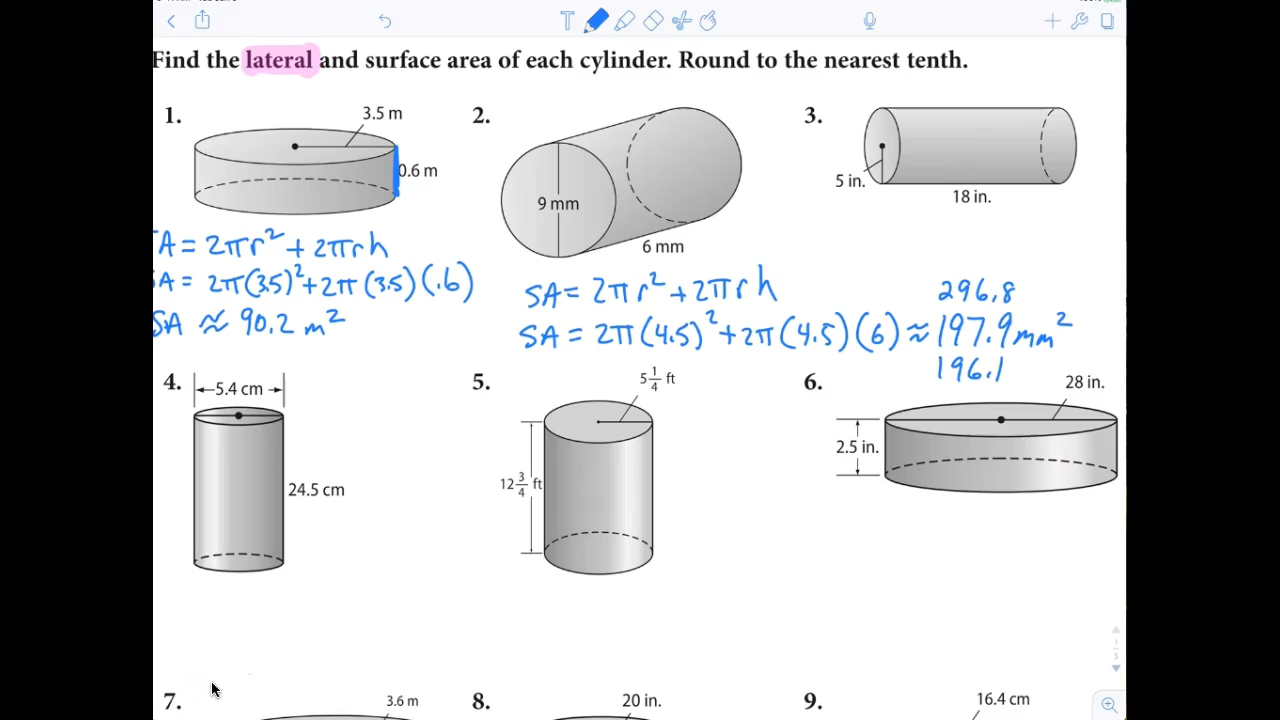 Find the lateral and surface area of each cylinder. Round to the nearest tenth.
1.
3.5 m
0.6 m
A = 2πr² + 2πrh
A = 2π(3.5)² + 2π(3.5)(.6)
SA ≈ 90.2 m²
2.
9 mm
6 mm
SA = 2πr² + 2πrh
SA = 2π(4.5)² + 2π(4.5)(6) ≈ 197.9 mm²
296.8
196.1
3.
5 in.
18 in.
4.
5.4 cm
24.5 cm
5.
5 1/4 ft
12 3/4 ft
6.
28 in.
2.5 in.
7.
3.6 m
8.
20 in.
9.
16.4 cm